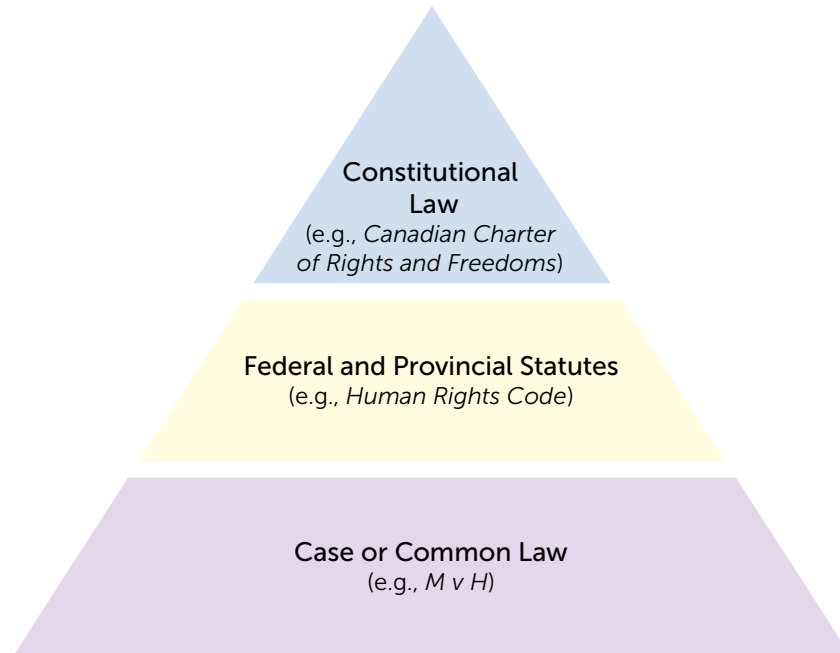 Constitutional
Law
(e.g., Canadian Charter
of Rights and Freedoms)
Federal and Provincial Statutes
(e.g., Human Rights Code)
Case or Common Law
(e.g., M v H)